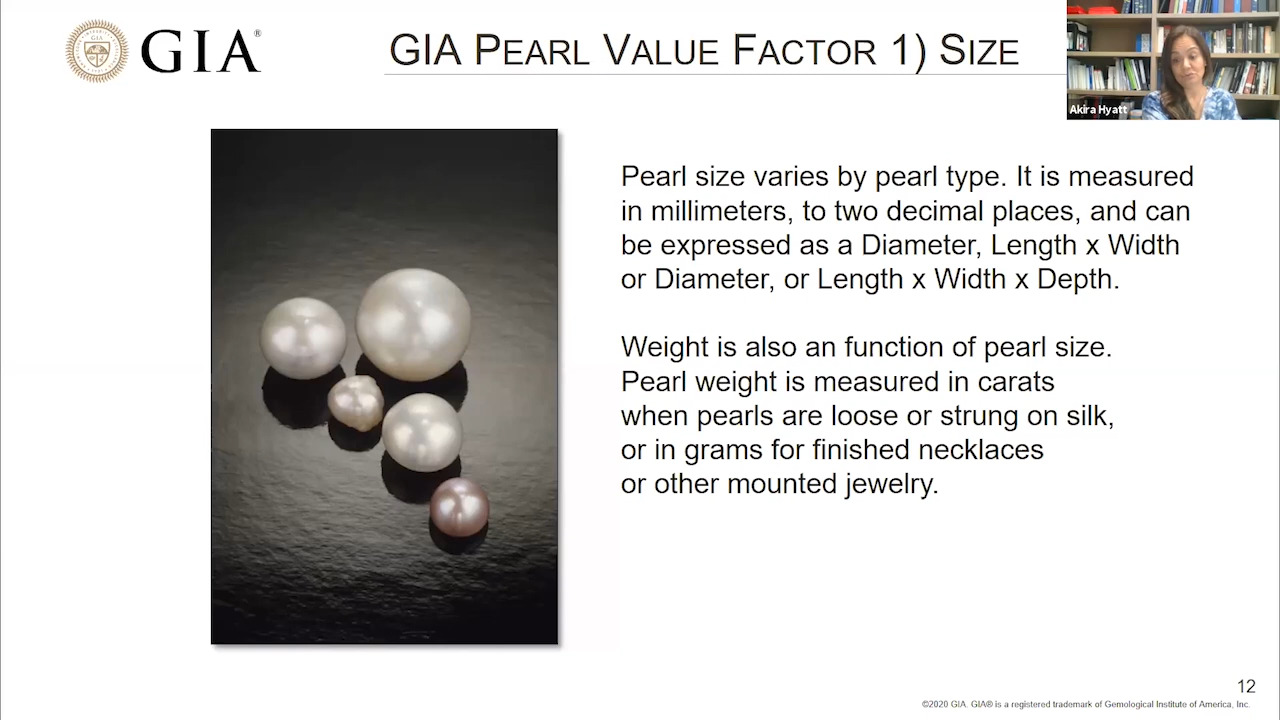 GIA®
GIA PEARL VALUE FACTOR 1) SIZE
Akira Hyatt
Pearl size varies by pearl type. It is measured
in millimeters, to two decimal places, and can
be expressed as a Diameter, Length x Width
or Diameter, or Length x Width x Depth.
Weight is also an function of pearl size.
Pearl weight is measured in carats
when pearls are loose or strung on silk,
or in grams for finished necklaces
or other mounted jewelry.
12
©2020 GIA. GIA® is a registered trademark of Gemological Institute of America, Inc.